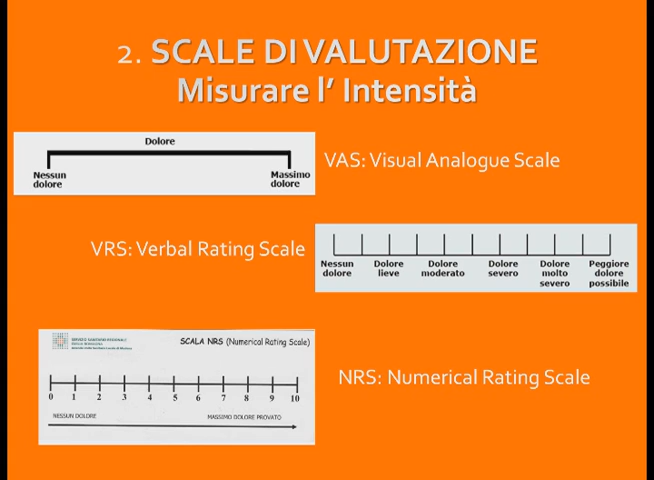 2. SCALE DI VALUTAZIONE
Misurare l’ Intensità
Dolore
Nessun
dolore
Massimo
dolore
VAS: Visual Analogue Scale
VRS: Verbal Rating Scale
Nessun
dolore
Dolore
lieve
Dolore
moderato
Dolore
severo
Dolore
molto
severo
Peggiore
dolore
possibile
SCALA NRS (Numerical Rating Scale)
0 1 2 3 4 5 6 7 8 9 10
NESSUN DOLORE
MASSIMO DOLORE PROVATO
NRS: Numerical Rating Scale